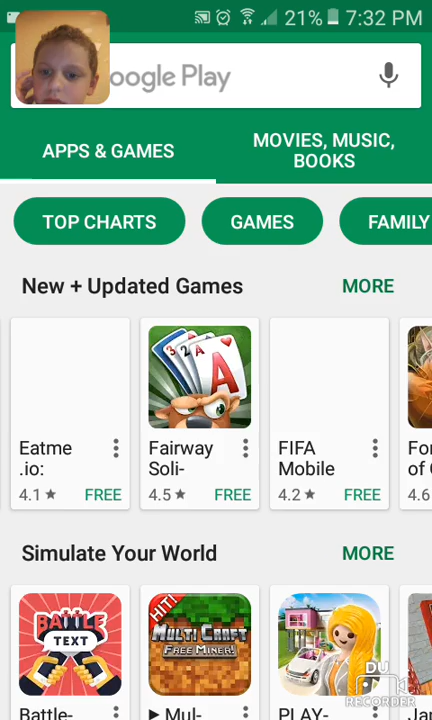 21% 7:32 PM
oogle Play
APPS & GAMES
MOVIES, MUSIC,
BOOKS
TOP CHARTS
GAMES
FAMILY
New + Updated Games
MORE
Eatme
.io:
4.1 ★ FREE
A
Fairway
Soli-
4.5 ★ FREE
FIFA
Mobile
4.2 ★ FREE
For
of C
4.6
Simulate Your World
MORE
BATTLE
TEXT
HIT!
MULTI CRAFT
FREE MINER!
DU
RECORDER
Battle-
▶ Mul-
PLAY-
Ja